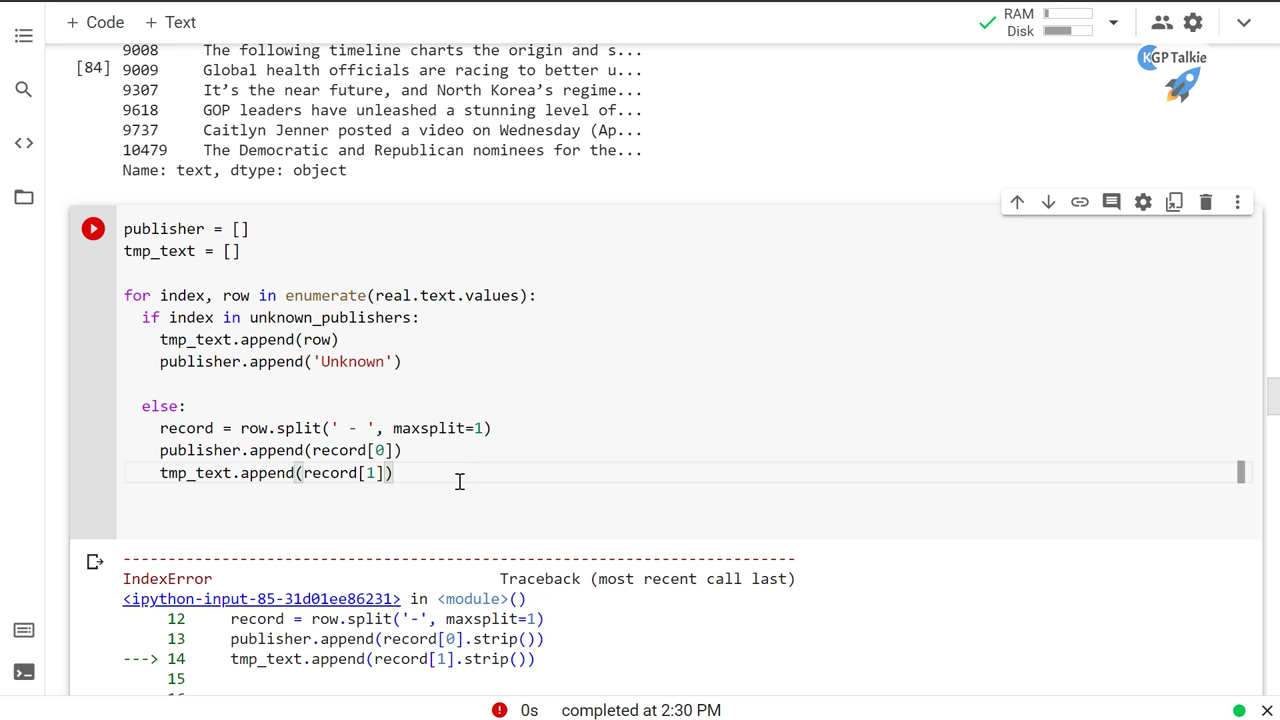 + Code + Text
RAM
Disk
KGP Talkie
9008 The following timeline charts the origin and s...
[84] 9009 Global health officials are racing to better u...
9307 It’s the near future, and North Korea’s regime...
9618 GOP leaders have unleashed a stunning level of...
9737 Caitlyn Jenner posted a video on Wednesday (Ap...
10479 The Democratic and Republican nominees for the...
Name: text, dtype: object
publisher = []
tmp_text = []
for index, row in enumerate(real.text.values):
if index in unknown_publishers:
tmp_text.append(row)
publisher.append('Unknown')
else:
record = row.split(' - ', maxsplit=1)
publisher.append(record[0])
tmp_text.append(record[1])
---------------------------------------------------------------------------
IndexError Traceback (most recent call last)
<ipython-input-85-31d01ee86231> in <module>()
12 record = row.split('-', maxsplit=1)
13 publisher.append(record[0].strip())
---> 14 tmp_text.append(record[1].strip())
15
0s completed at 2:30 PM